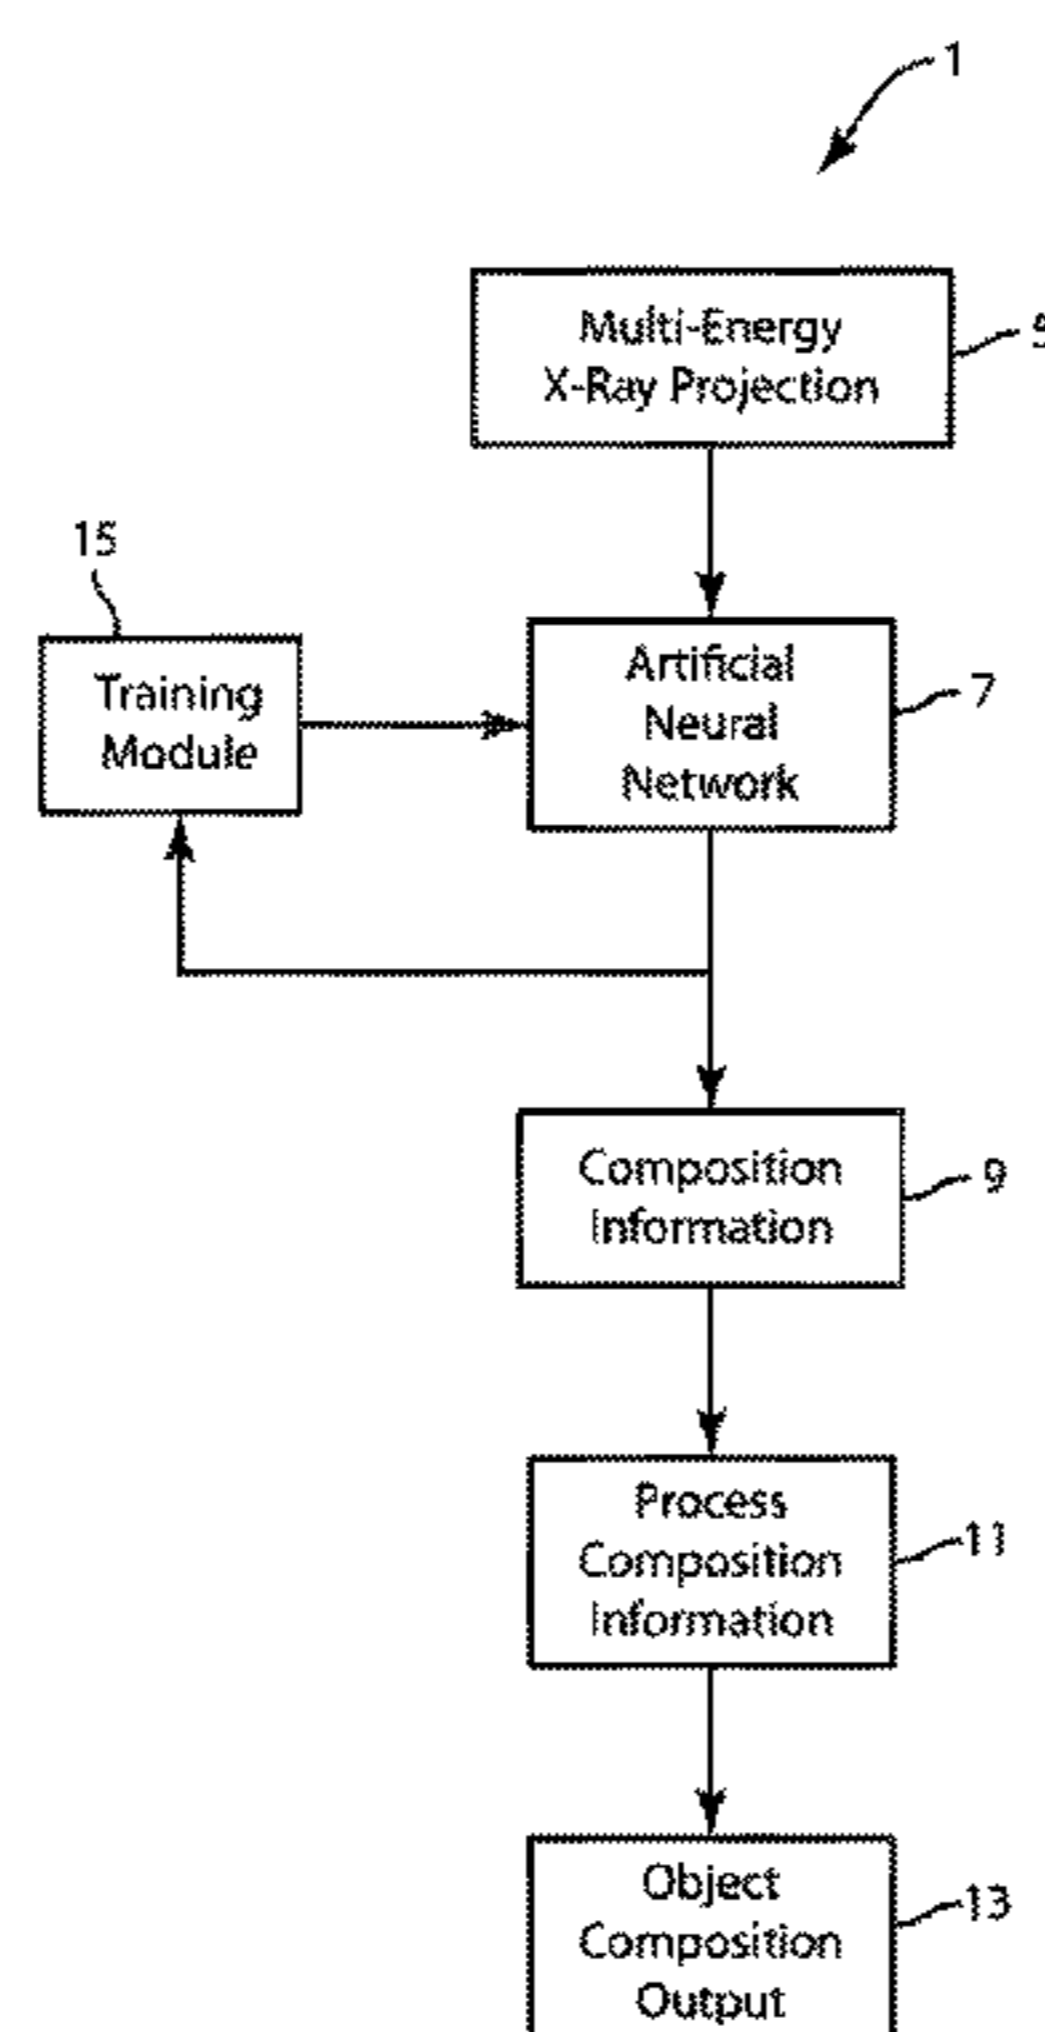 1
Multi-Energy
X-Ray Projection
5
15
Training
Module
Artificial
Neural
Network
7
Composition
Information
9
Process
Composition
Information
11
Object
Composition
Output
13